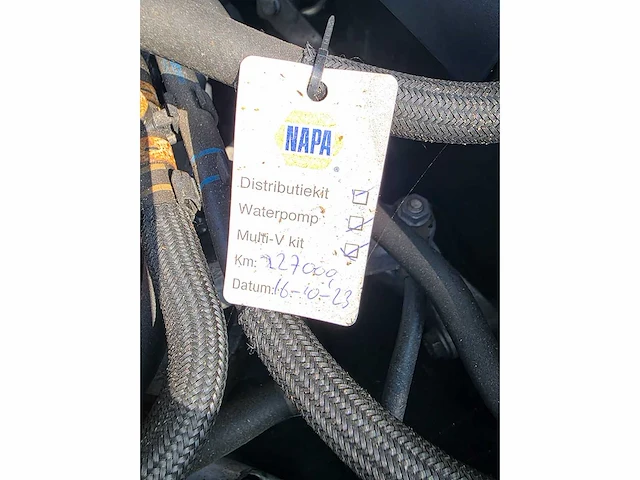 NAPA
Distributiekit
Waterpomp
Multi-V kit
Km: 227000
Datum: 16-10-23